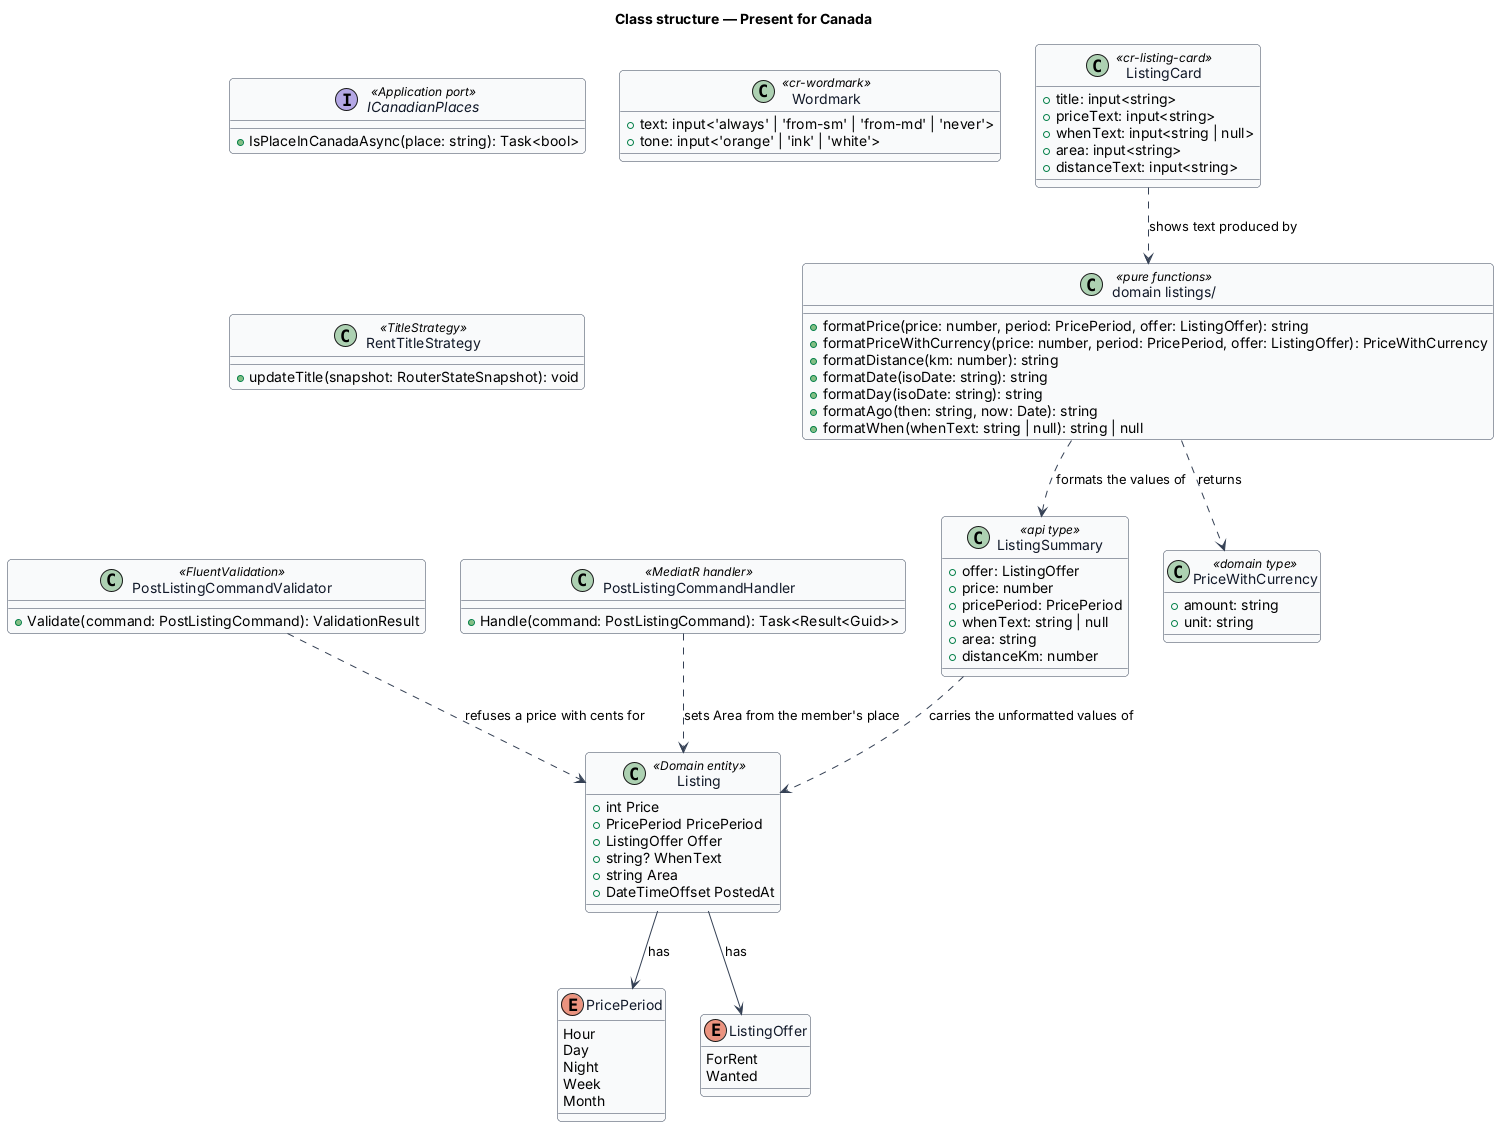 Class structure — Present for Canada
«Application port»
ICanadianPlaces
IsPlaceInCanadaAsync(place: string): Task<bool>
«cr-wordmark»
Wordmark
text: input<'always' | 'from-sm' | 'from-md' | 'never'>
tone: input<'orange' | 'ink' | 'white'>
«cr-listing-card»
ListingCard
title: input<string>
priceText: input<string>
whenText: input<string | null>
area: input<string>
distanceText: input<string>
shows text produced by
«TitleStrategy»
RentTitleStrategy
updateTitle(snapshot: RouterStateSnapshot): void
«pure functions»
domain listings/
formatPrice(price: number, period: PricePeriod, offer: ListingOffer): string
formatPriceWithCurrency(price: number, period: PricePeriod, offer: ListingOffer): PriceWithCurrency
formatDistance(km: number): string
formatDate(isoDate: string): string
formatDay(isoDate: string): string
formatAgo(then: string, now: Date): string
formatWhen(whenText: string | null): string | null
formats the values of
returns
«FluentValidation»
PostListingCommandValidator
Validate(command: PostListingCommand): ValidationResult
«MediatR handler»
PostListingCommandHandler
Handle(command: PostListingCommand): Task<Result<Guid>>
«api type»
ListingSummary
offer: ListingOffer
price: number
pricePeriod: PricePeriod
whenText: string | null
area: string
distanceKm: number
«domain type»
PriceWithCurrency
amount: string
unit: string
refuses a price with cents for
sets Area from the member's place
carries the unformatted values of
«Domain entity»
Listing
int Price
PricePeriod PricePeriod
ListingOffer Offer
string? WhenText
string Area
DateTimeOffset PostedAt
has
has
PricePeriod
Hour
Day
Night
Week
Month
ListingOffer
ForRent
Wanted